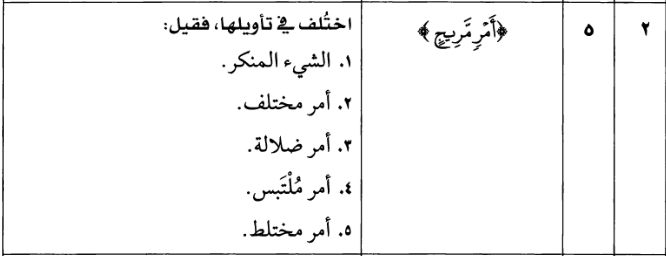 ٢ ٥ ﴿أَمْرٍ مَّرِيجٍ﴾ اختُلف في تأويلها، فقيل:
١. الشيء المنكر.
٢. أمر مختلف.
٣. أمر ضلالة.
٤. أمر مُلْتَبس.
٥. أمر مختلط.